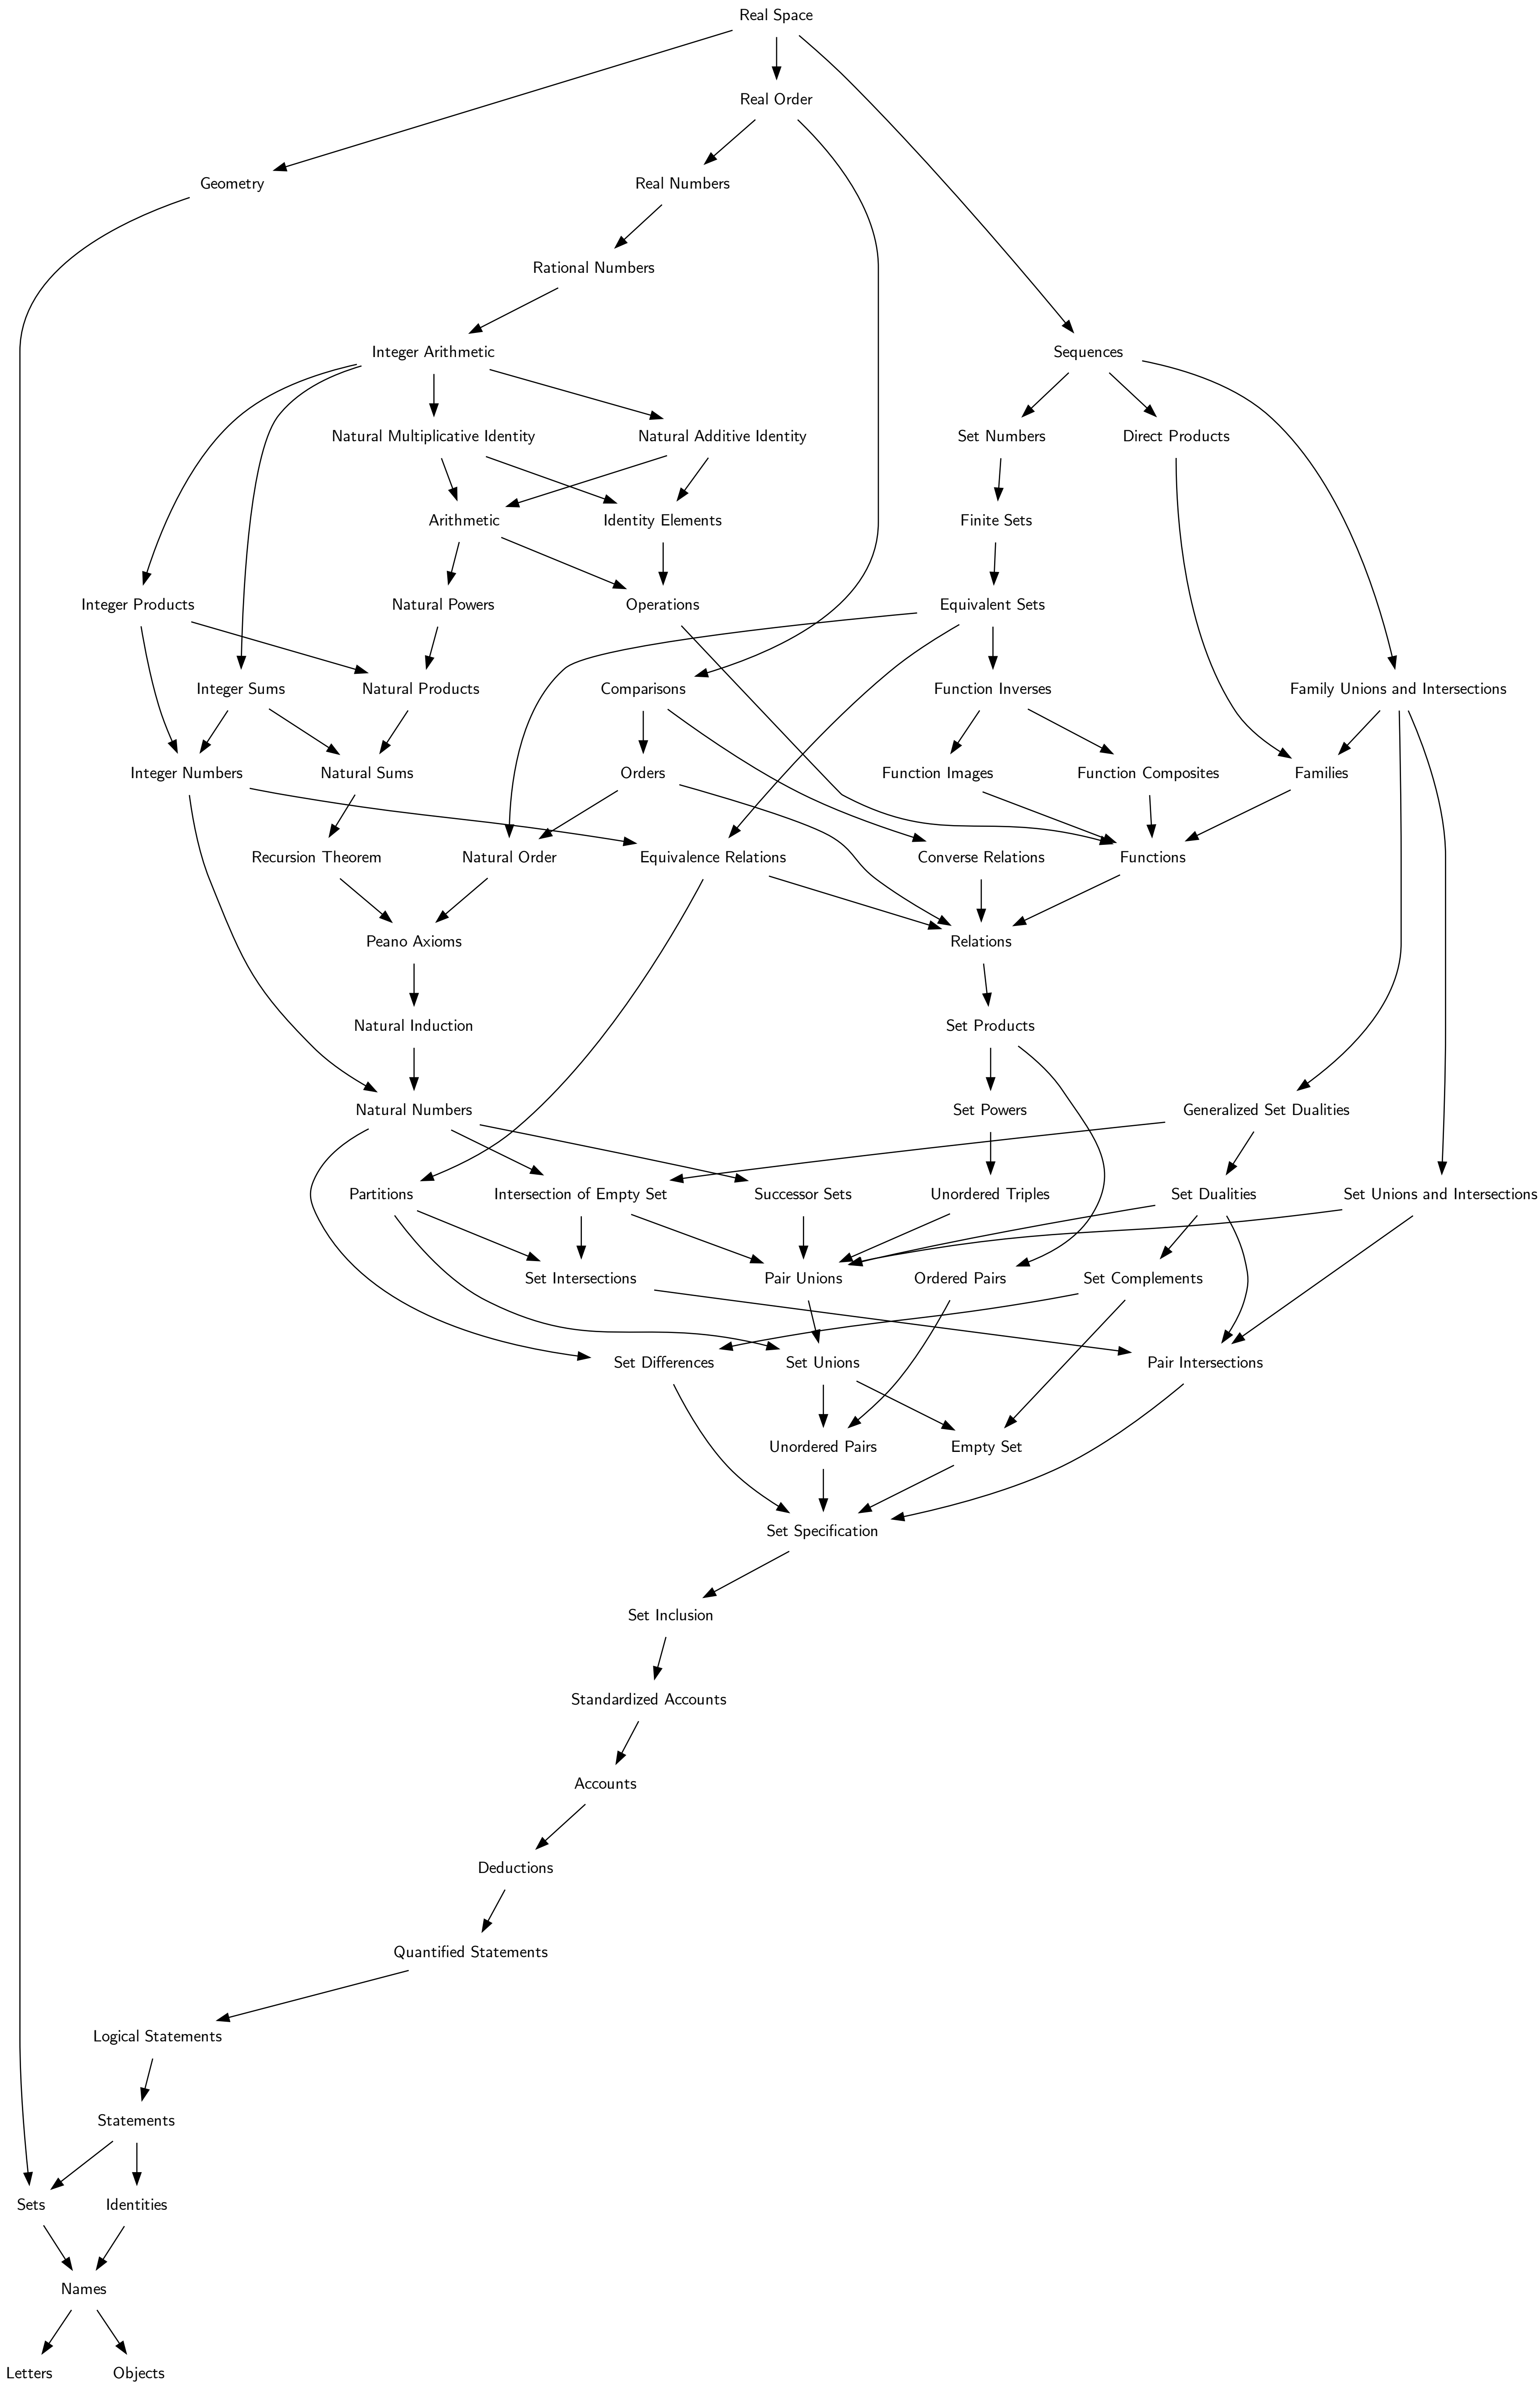 Real Space
Real Order
Geometry
Real Numbers
Rational Numbers
Integer Arithmetic
Sequences
Natural Multiplicative Identity
Natural Additive Identity
Set Numbers
Direct Products
Arithmetic
Identity Elements
Finite Sets
Integer Products
Natural Powers
Operations
Equivalent Sets
Integer Sums
Natural Products
Comparisons
Function Inverses
Family Unions and Intersections
Integer Numbers
Natural Sums
Orders
Function Images
Function Composites
Families
Recursion Theorem
Natural Order
Equivalence Relations
Converse Relations
Functions
Peano Axioms
Relations
Natural Induction
Set Products
Natural Numbers
Set Powers
Generalized Set Dualities
Partitions
Intersection of Empty Set
Successor Sets
Unordered Triples
Set Dualities
Set Unions and Intersections
Set Intersections
Pair Unions
Ordered Pairs
Set Complements
Set Differences
Set Unions
Pair Intersections
Unordered Pairs
Empty Set
Set Specification
Set Inclusion
Standardized Accounts
Accounts
Deductions
Quantified Statements
Logical Statements
Statements
Sets
Identities
Names
Letters
Objects